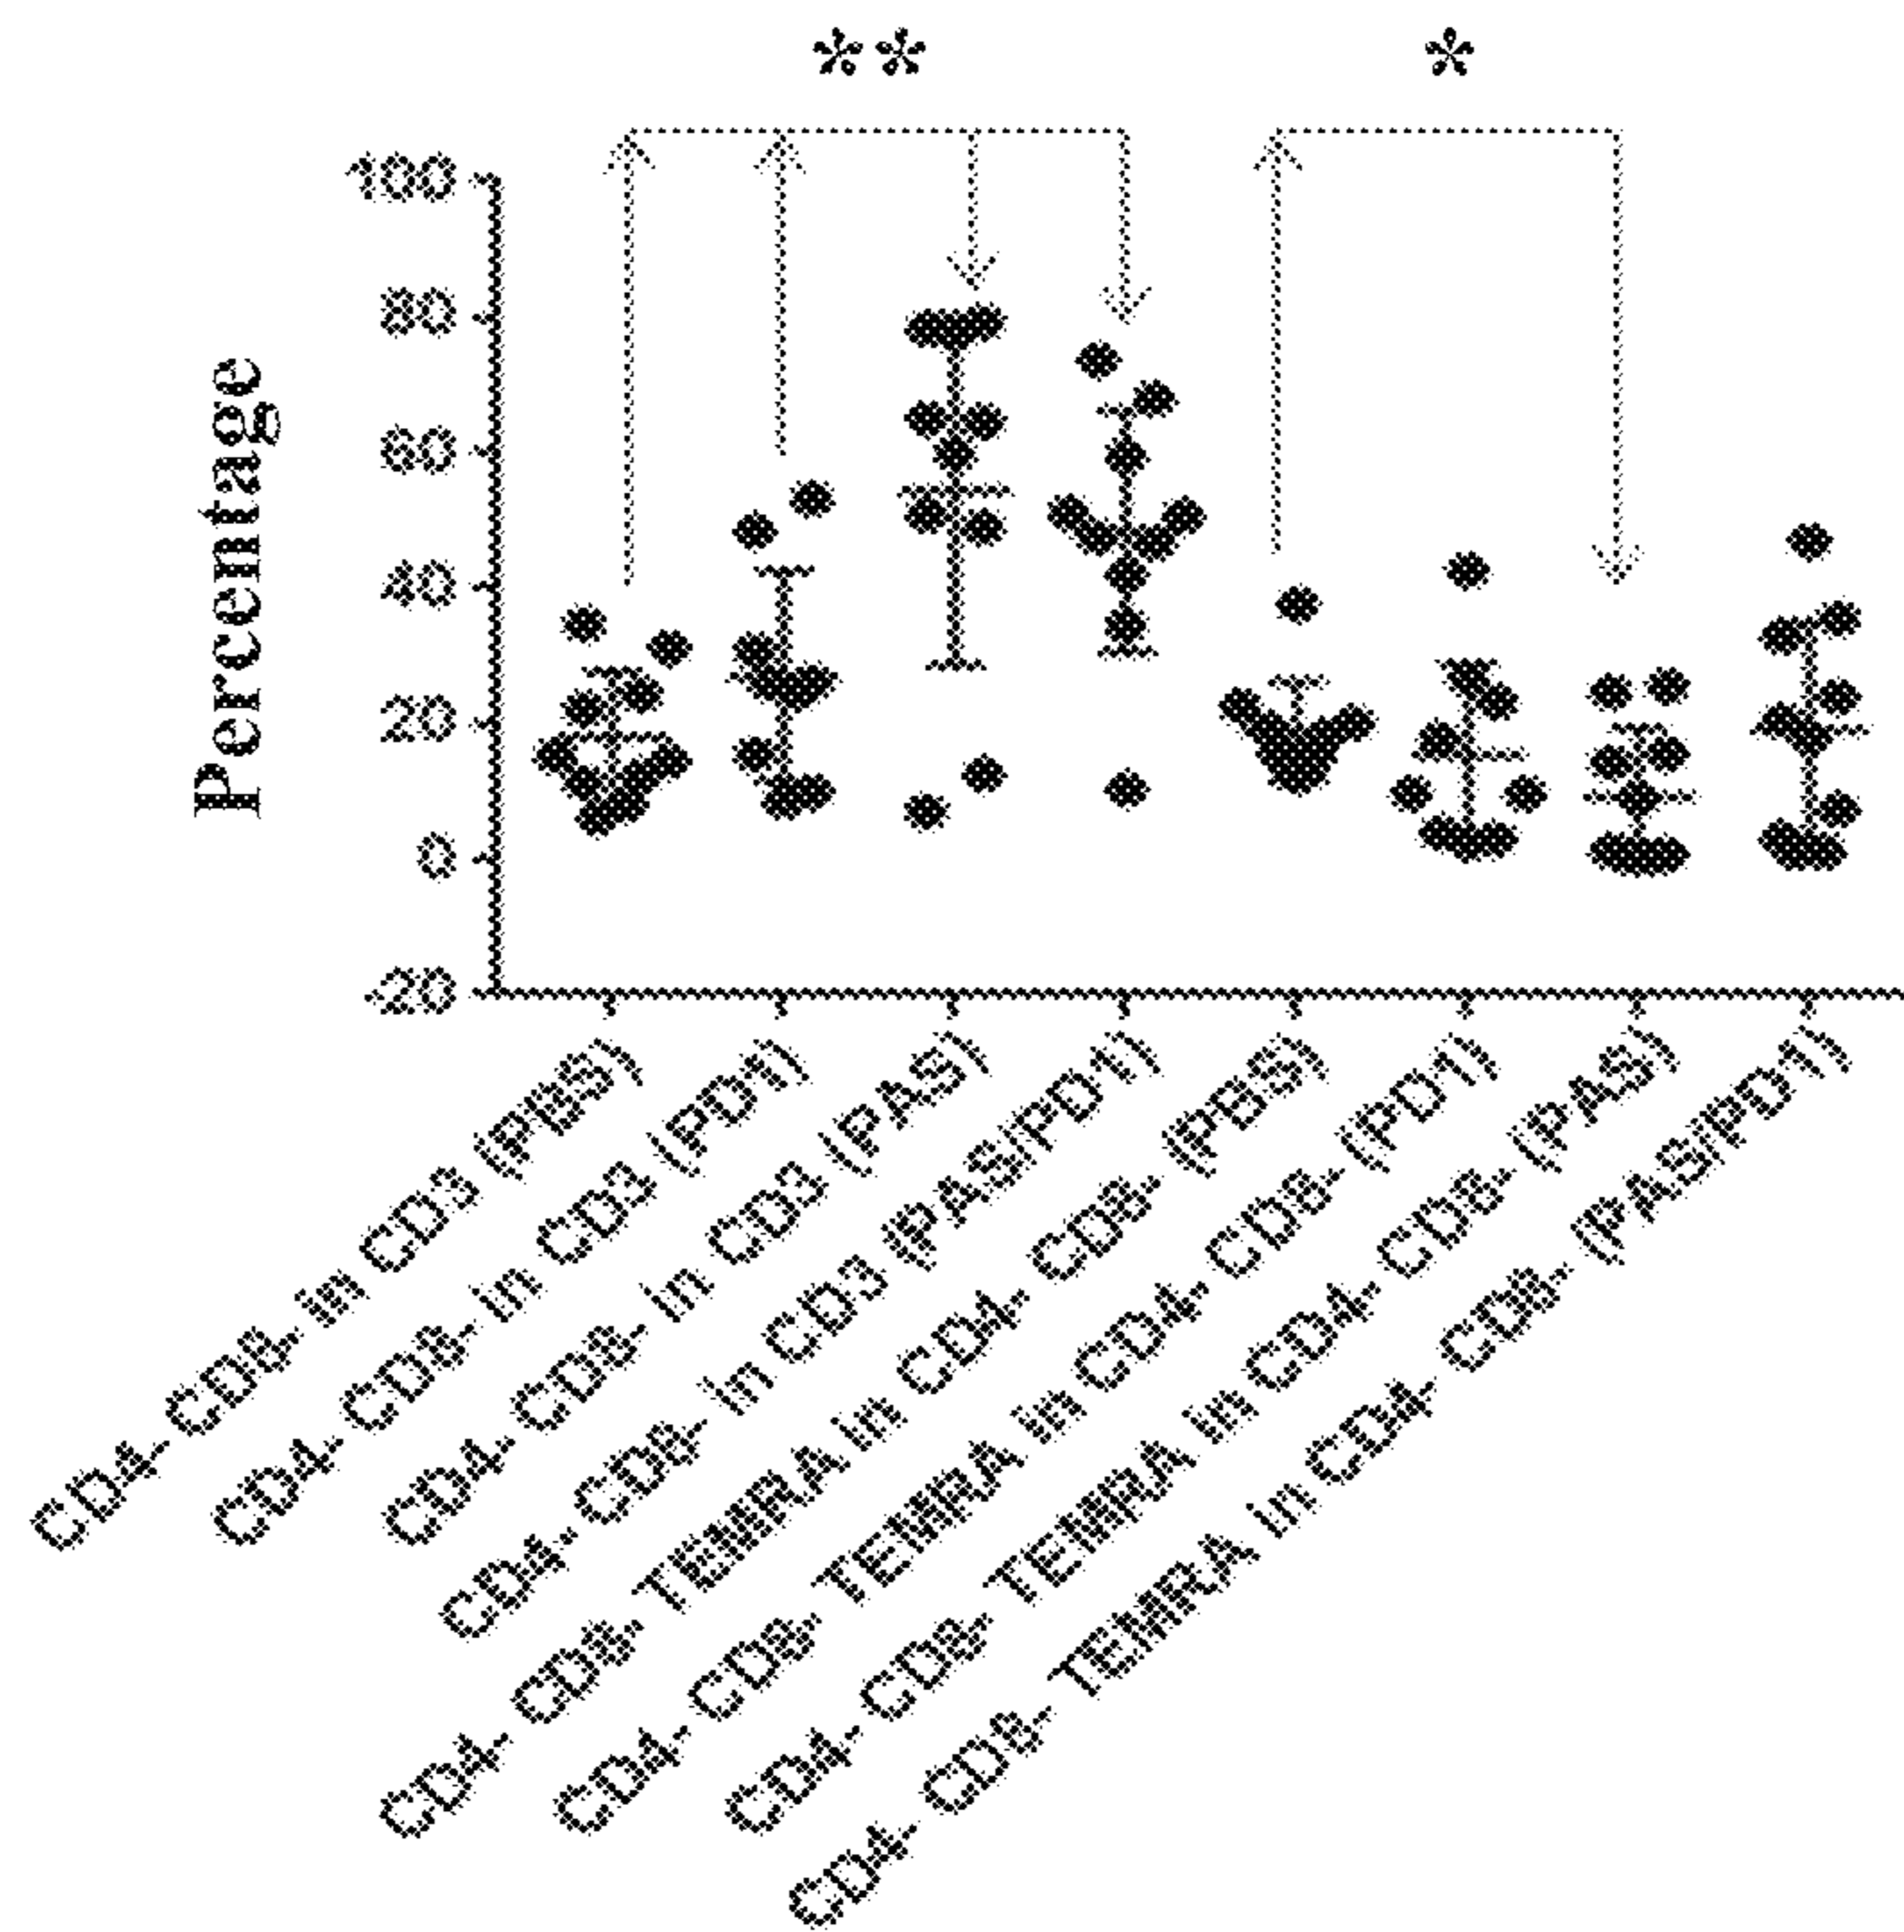 ** *
Percentage
100
80
60
40
20
0
-20
CD4- CD8- in CD3 (PBS)
CD4- CD8- in CD3 (PD1)
CD4- CD8- in CD3 (PAS)
CD4- CD8- in CD3 (PAS/PD1)
CD4- CD8- TEMRA in CD4- CD8- (PBS)
CD4- CD8- TEMRA in CD4- CD8- (PD1)
CD4- CD8- TEMRA in CD4- CD8- (PAS)
CD4- CD8- TEMRA in CD4- CD8- (PAS/PD1)